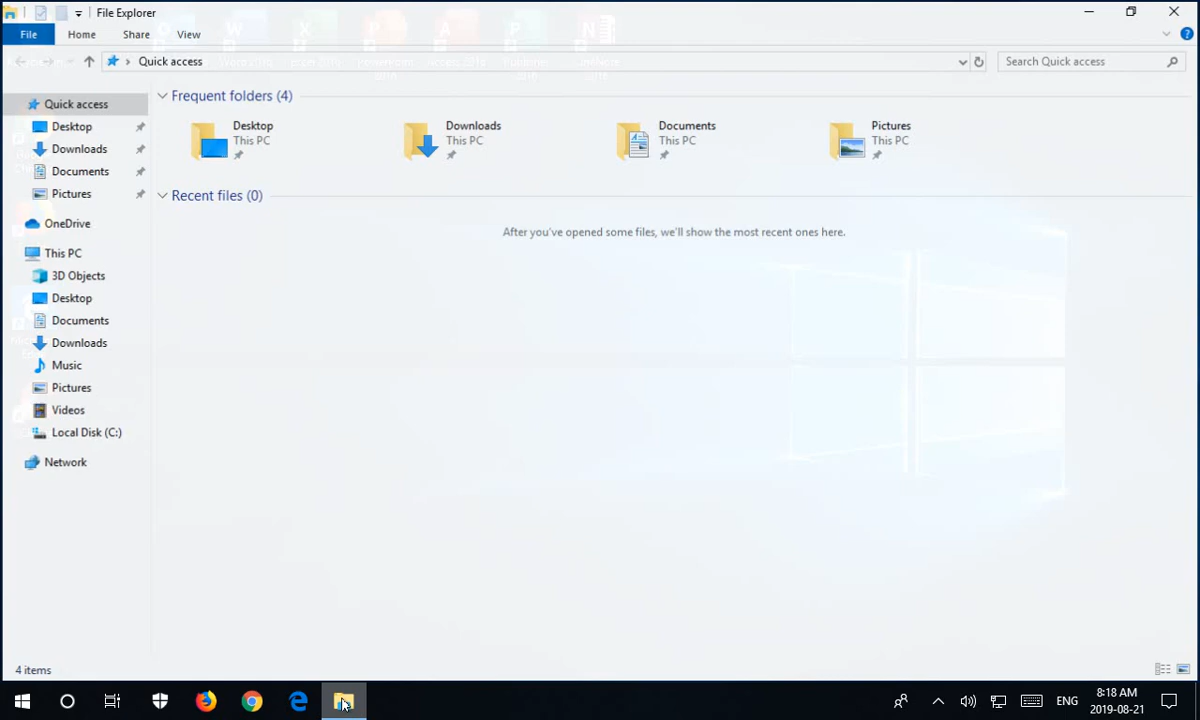 File Explorer
File Home Share View
Quick access
Search Quick access
Quick access
Desktop
Downloads
Documents
Pictures
OneDrive
This PC
3D Objects
Desktop
Documents
Downloads
Music
Pictures
Videos
Local Disk (C:)
Network
Frequent folders (4)
Desktop
This PC
Downloads
This PC
Documents
This PC
Pictures
This PC
Recent files (0)
After you've opened some files, we'll show the most recent ones here.
4 items
ENG
8:18 AM
2019-08-21